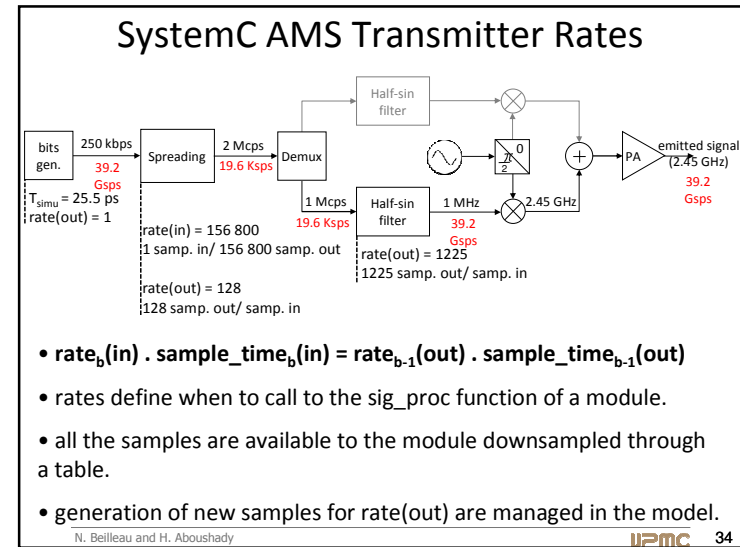 SystemC AMS Transmitter Rates
Half-sin
filter
bits
gen.
250 kbps
39.2
Gsps
Spreading
2 Mcps
19.6 Ksps
Demux
π
2
0
+
PA
emitted signal
(2.45 GHz)
39.2
Gsps
Tsimu = 25.5 ps
rate(out) = 1
1 Mcps
19.6 Ksps
Half-sin
filter
1 MHz
39.2
Gsps
2.45 GHz
rate(in) = 156 800
1 samp. in/ 156 800 samp. out
rate(out) = 1225
1225 samp. out/ samp. in
rate(out) = 128
128 samp. out/ samp. in
• rateb(in) . sample_timeb(in) = rateb-1(out) . sample_timeb-1(out)
• rates define when to call to the sig_proc function of a module.
• all the samples are available to the module downsampled through
a table.
• generation of new samples for rate(out) are managed in the model.
N. Beilleau and H. Aboushady
UPMC
34